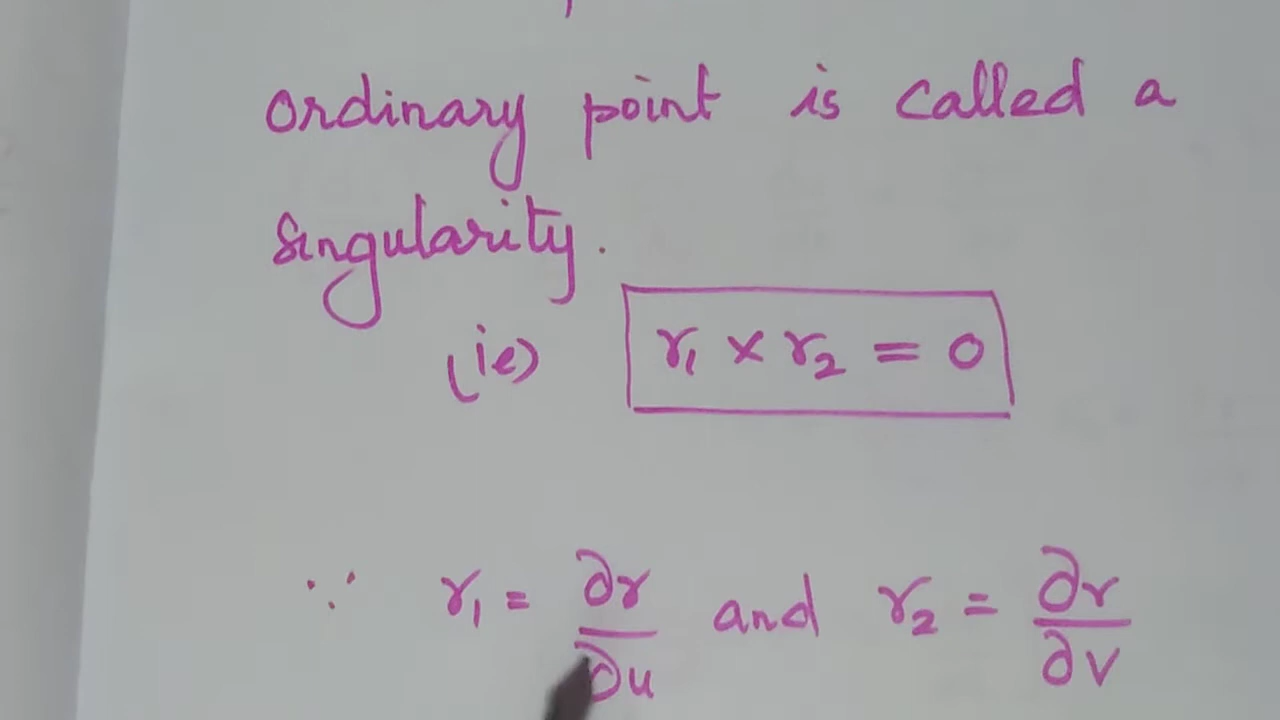 ordinary point is called a
singularity.
(ie) r₁ × r₂ = 0
∵ r₁ = ∂r/∂u and r₂ = ∂r/∂v